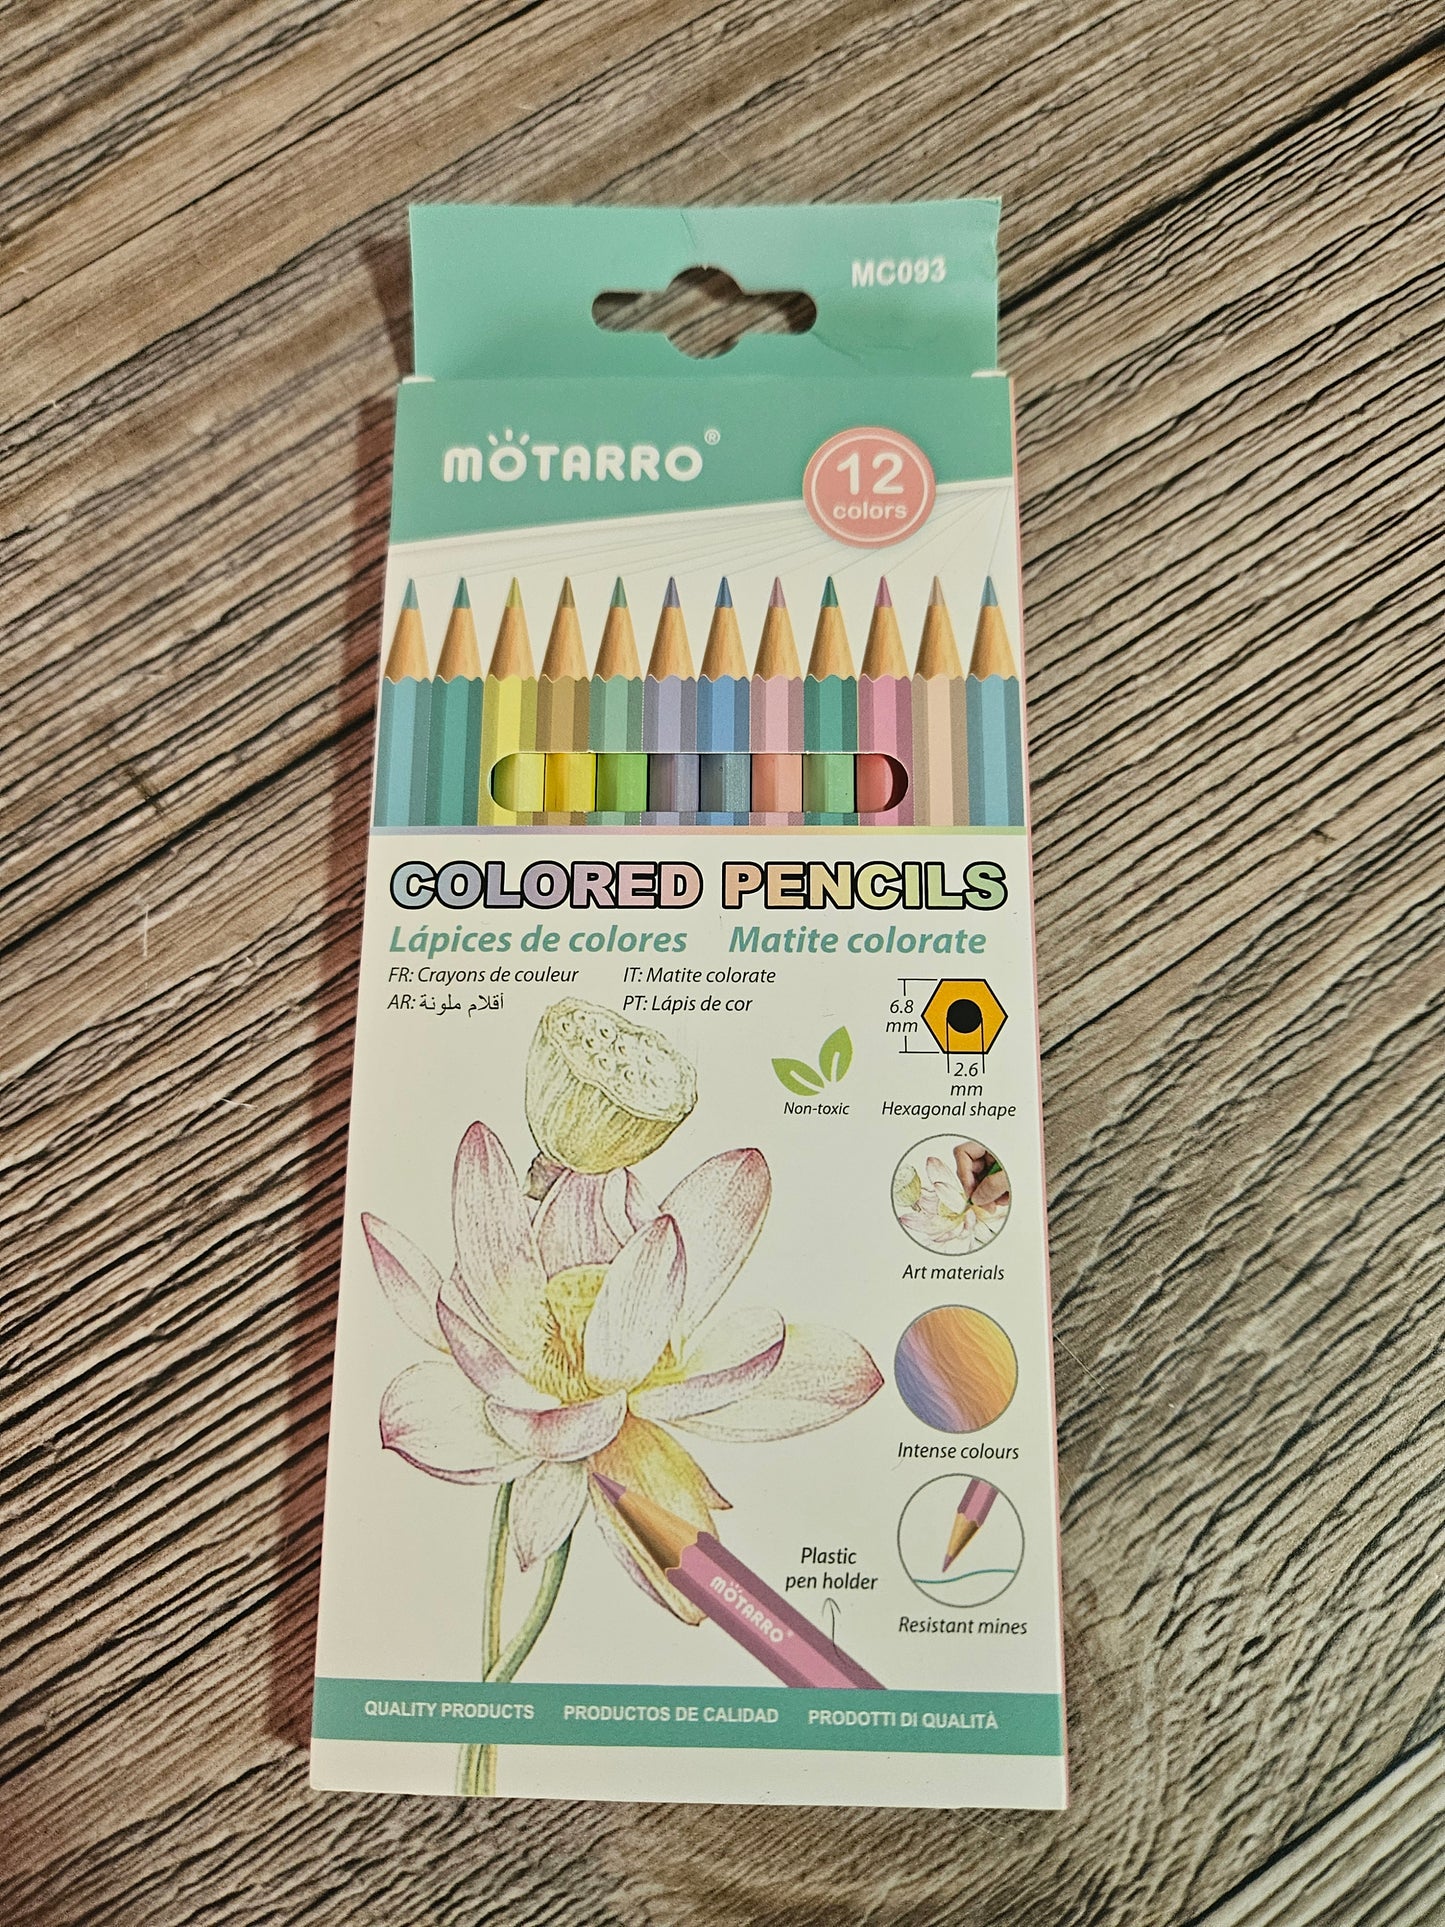 MC093
MOTARRO®
12
colors
COLORED PENCILS
Lápices de colores Matite colorate
FR: Crayons de couleur IT: Matite colorate
AR: أقلام ملونة PT: Lápis de cor
6.8
mm
2.6
mm
Non-toxic Hexagonal shape
Art materials
Intense colours
Plastic
pen holder
MOTARRO®
Resistant mines
QUALITY PRODUCTS PRODUCTOS DE CALIDAD PRODOTTI DI QUALITÀ